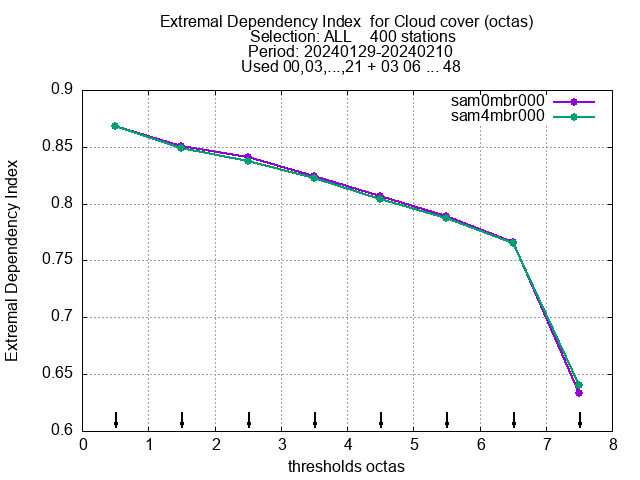 Extremal Dependency Index  for Cloud cover (octas)
Selection: ALL    400 stations
Period: 20240129-20240210
Used 00,03,...,21 + 03 06 ... 48
sam0mbr000
sam4mbr000
Extremal Dependency Index
0.9
0.85
0.8
0.75
0.7
0.65
0.6
0 1 2 3 4 5 6 7 8
thresholds octas